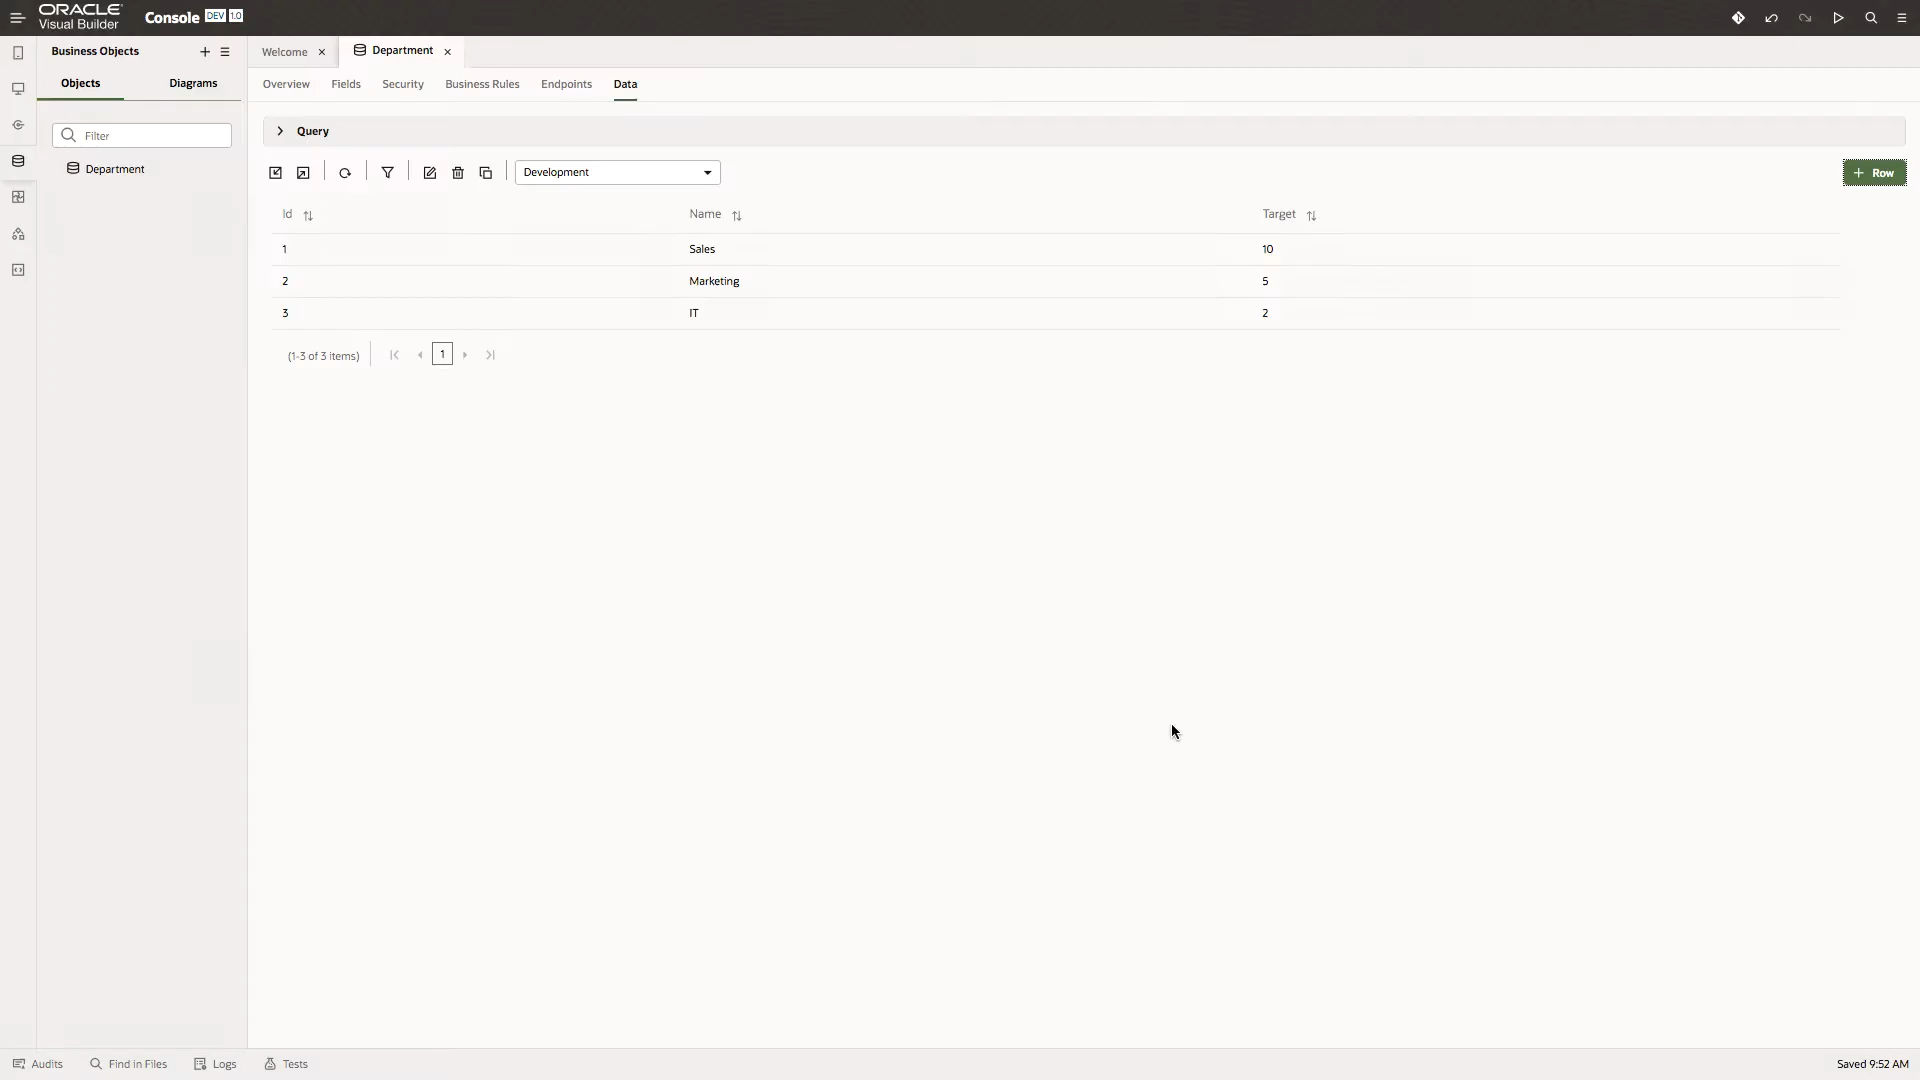 ORACLE
Visual Builder
Console DEV 1.0
Business Objects
Objects Diagrams
Filter
Department
Welcome
Department
Overview Fields Security Business Rules Endpoints Data
Query
Development
Row
Id Name Target
1 Sales 10
2 Marketing 5
3 IT 2
(1-3 of 3 items) 1
Audits Find in Files Logs Tests Saved 9:52 AM